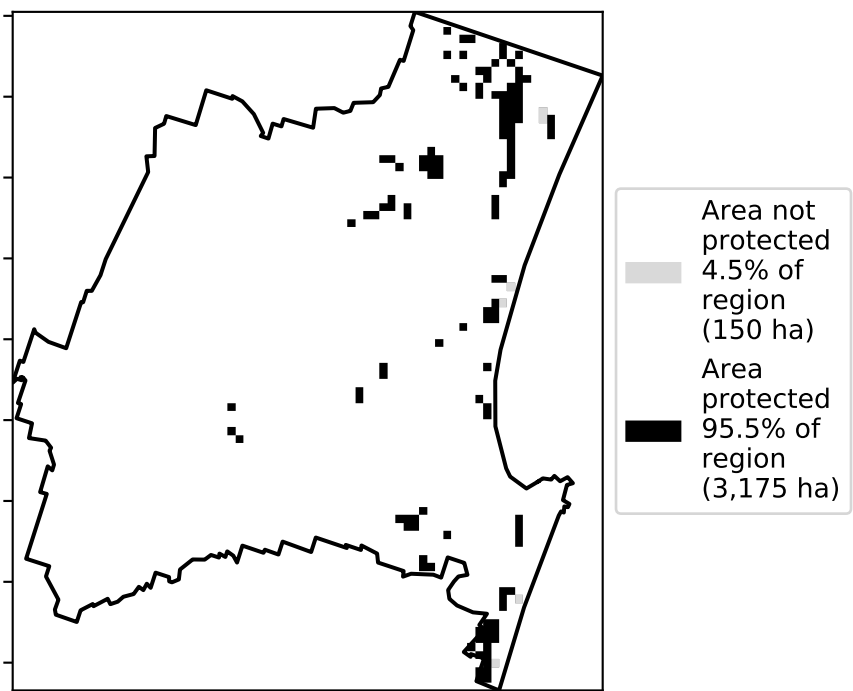 Area not
protected
4.5% of
region
(150 ha)
Area
protected
95.5% of
region
(3,175 ha)